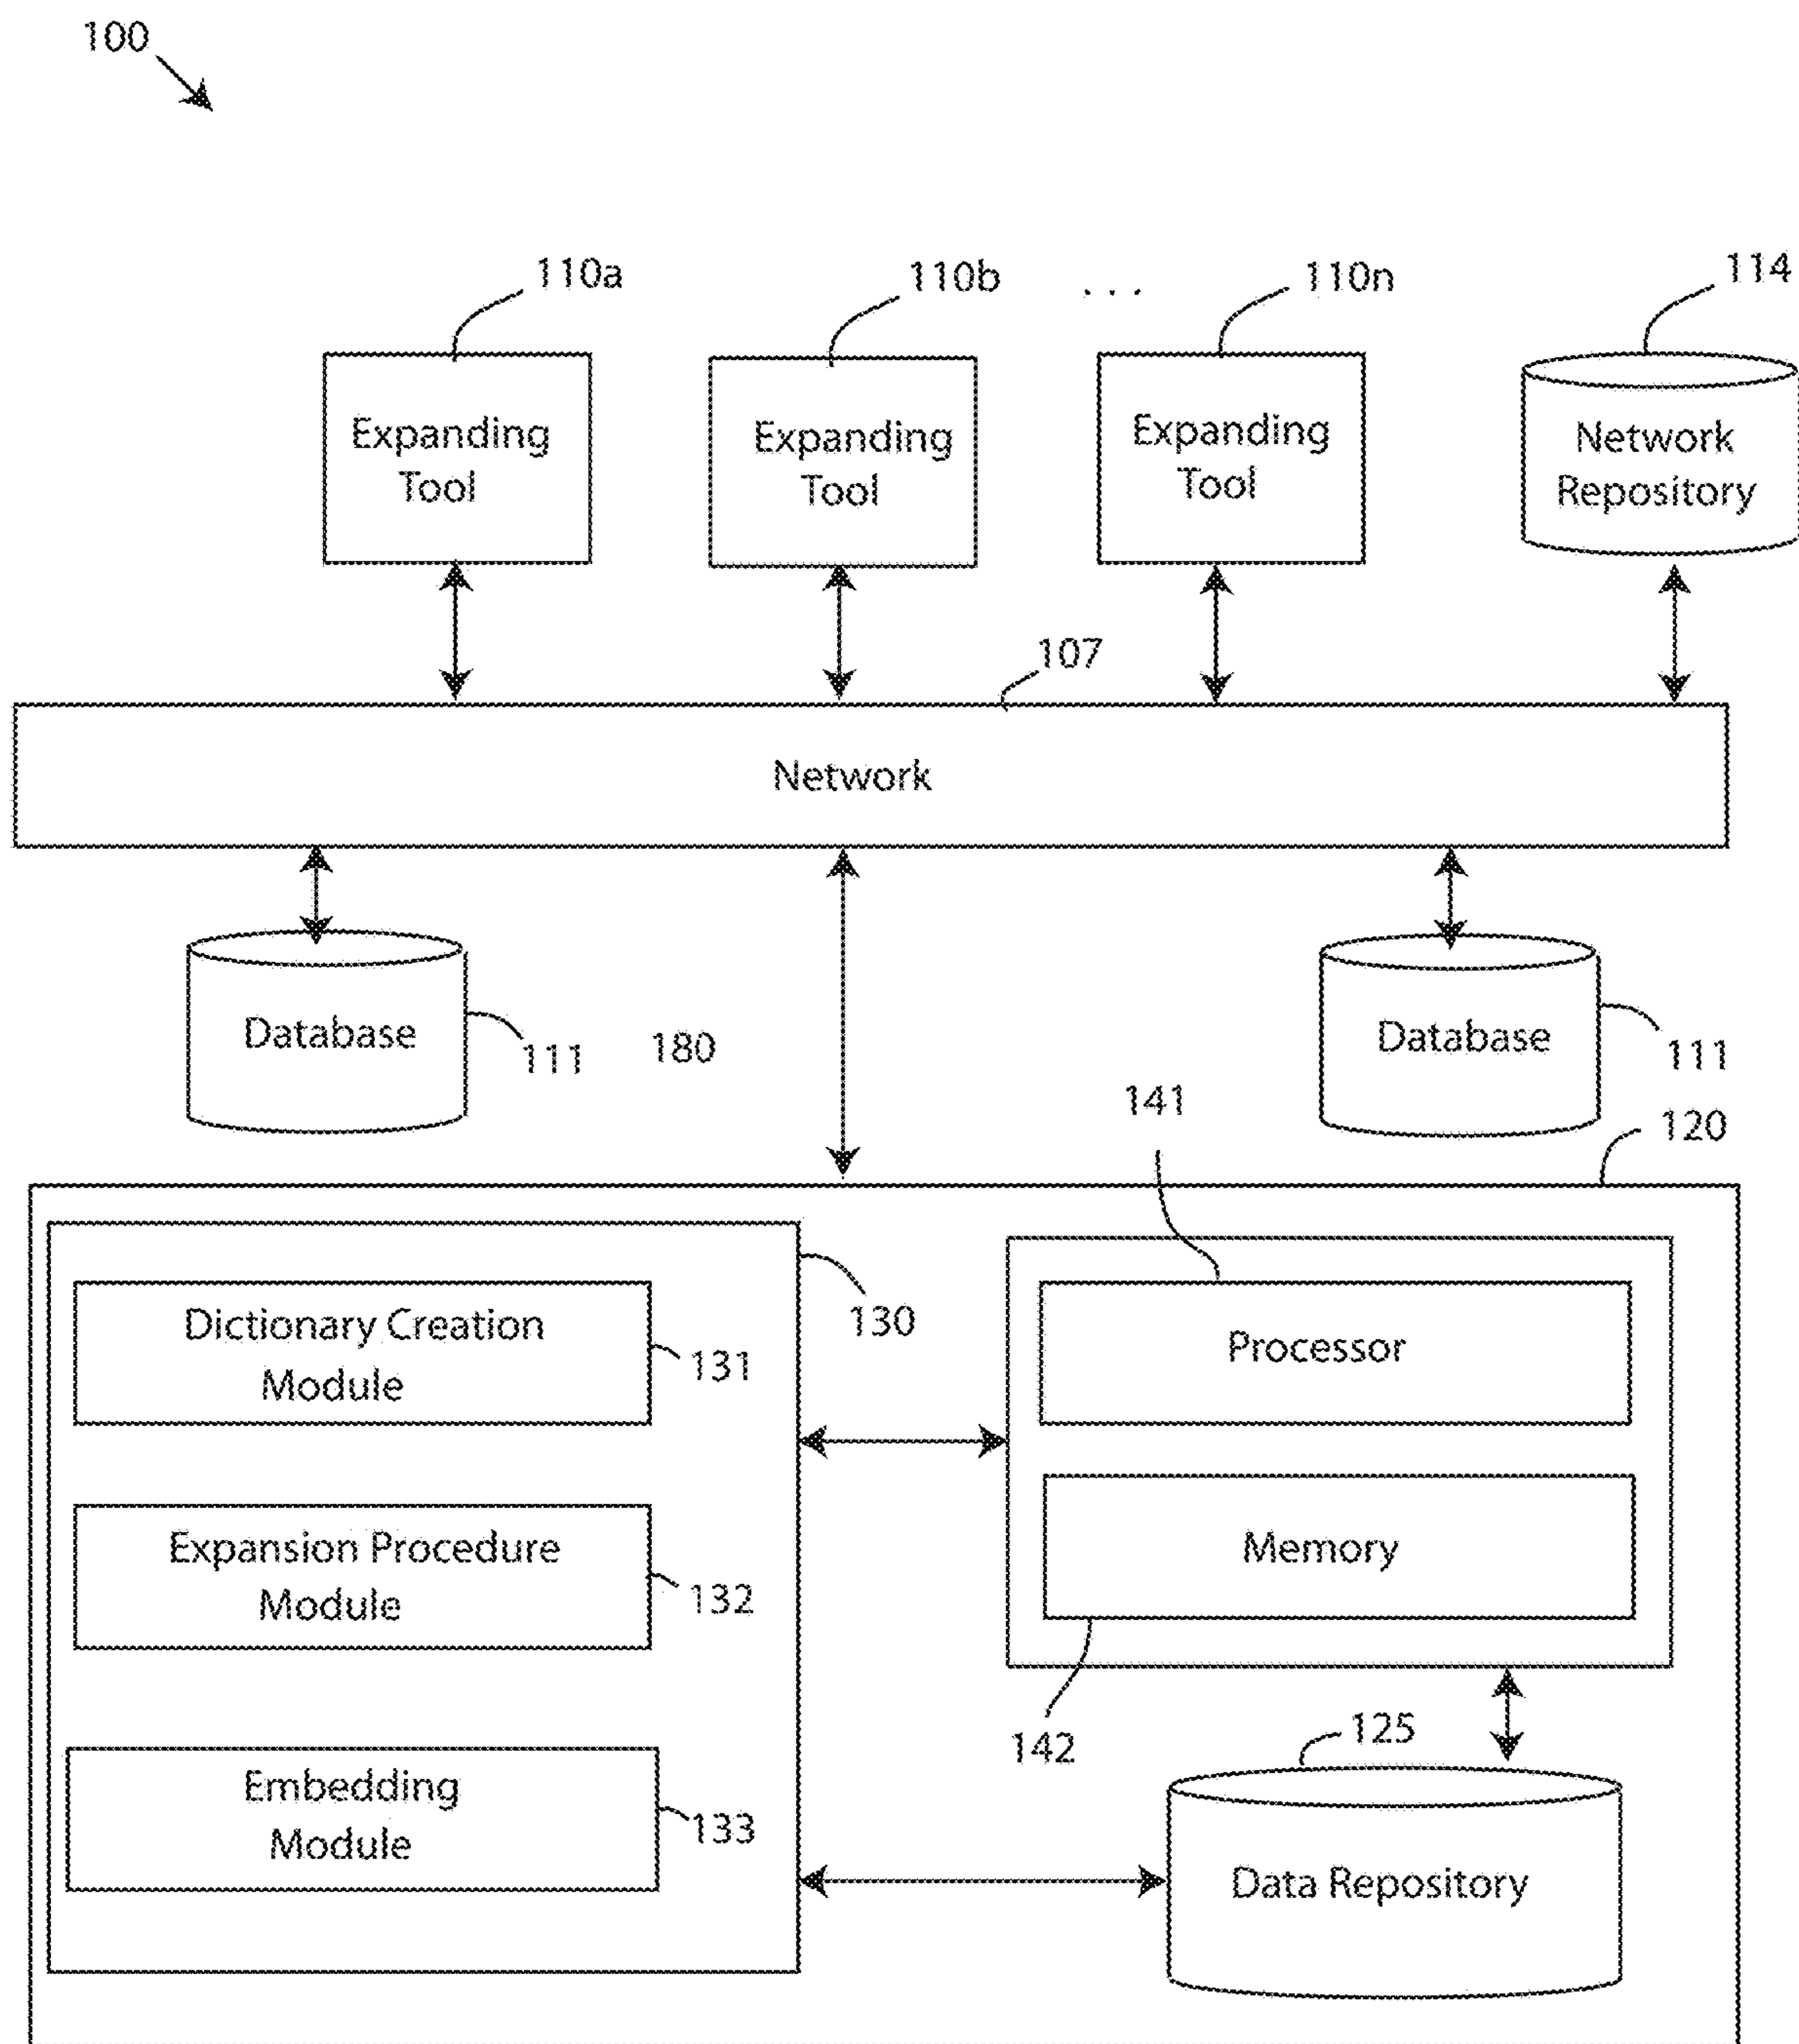 100
110a
110b
. . .
110n
114
Expanding
Tool
Expanding
Tool
Expanding
Tool
Network
Repository
107
Network
Database
111
180
Database
111
141
120
130
Dictionary Creation
Module
131
Processor
Expansion Procedure
Module
132
Memory
142
125
Embedding
Module
133
Data Repository